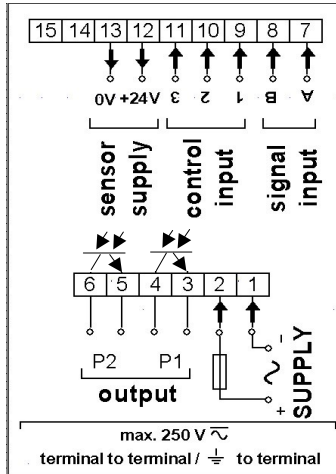 15 14 13 12 11 10 9 8 7
0V +24V 3 2 1 B A
sensor supply
control input
signal input
6 5 4 3 2 1
P2 P1
output
- ~ +
SUPPLY
max. 250 V ⏦
terminal to terminal / ⏚ to terminal